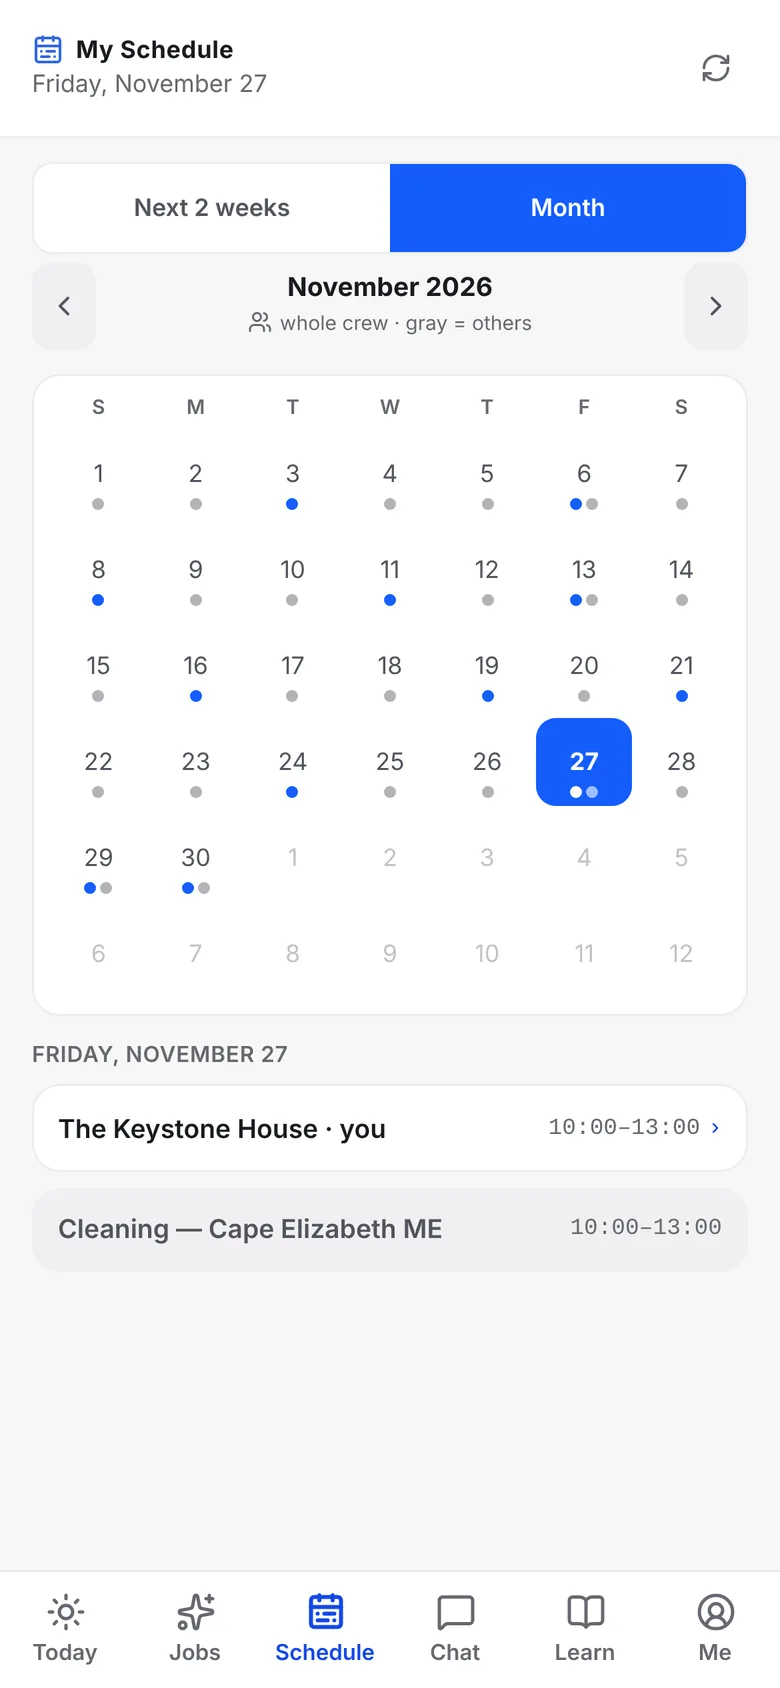 My Schedule
Friday, November 27
Next 2 weeks Month
November 2026
whole crew · gray = others
S M T W T F S
1 2 3 4 5 6 7
8 9 10 11 12 13 14
15 16 17 18 19 20 21
22 23 24 25 26 27 28
29 30 1 2 3 4 5
6 7 8 9 10 11 12
FRIDAY, NOVEMBER 27
The Keystone House · you 10:00–13:00 ›
Cleaning — Cape Elizabeth ME 10:00–13:00
Today Jobs Schedule Chat Learn Me